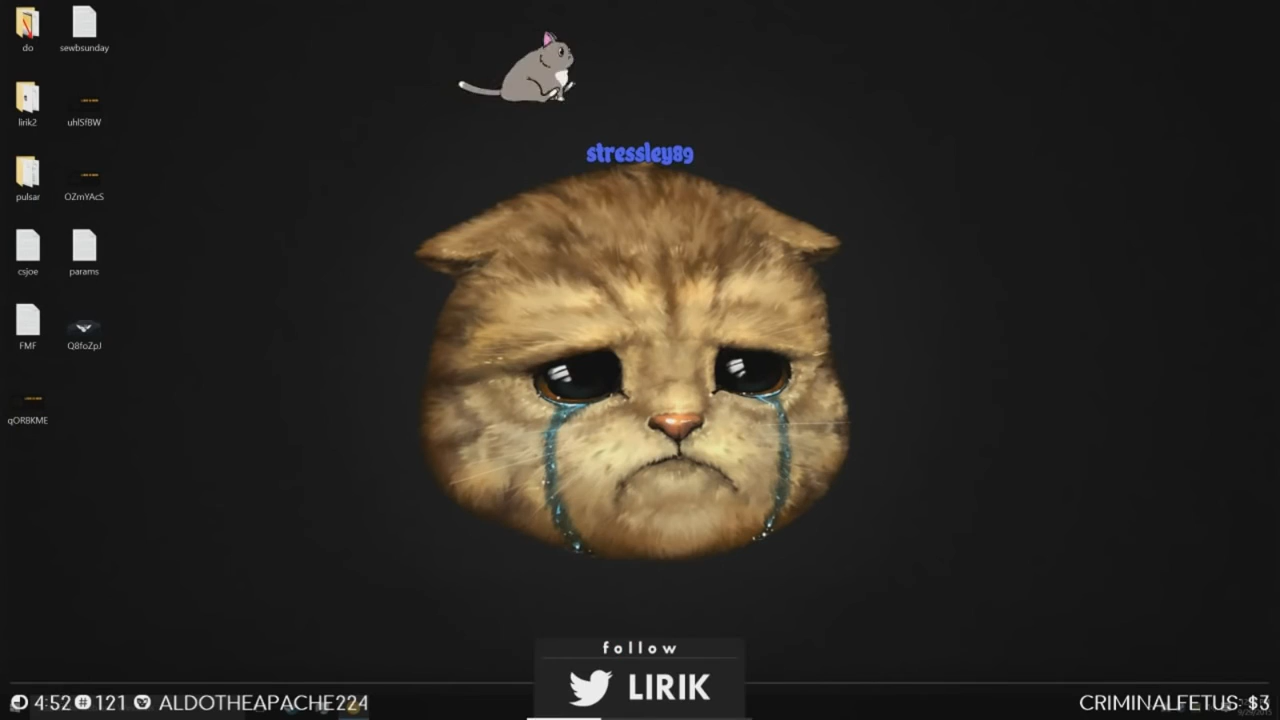 do
sewbsunday
lirik2
uhlSfBW
pulsar
OZmYAcS
csjoe
params
FMF
Q8foZpJ
qORBKME
stressley89
follow
LIRIK
4:52 # 121 ALDOTHEAPACHE224
CRIMINALFETUS: $3